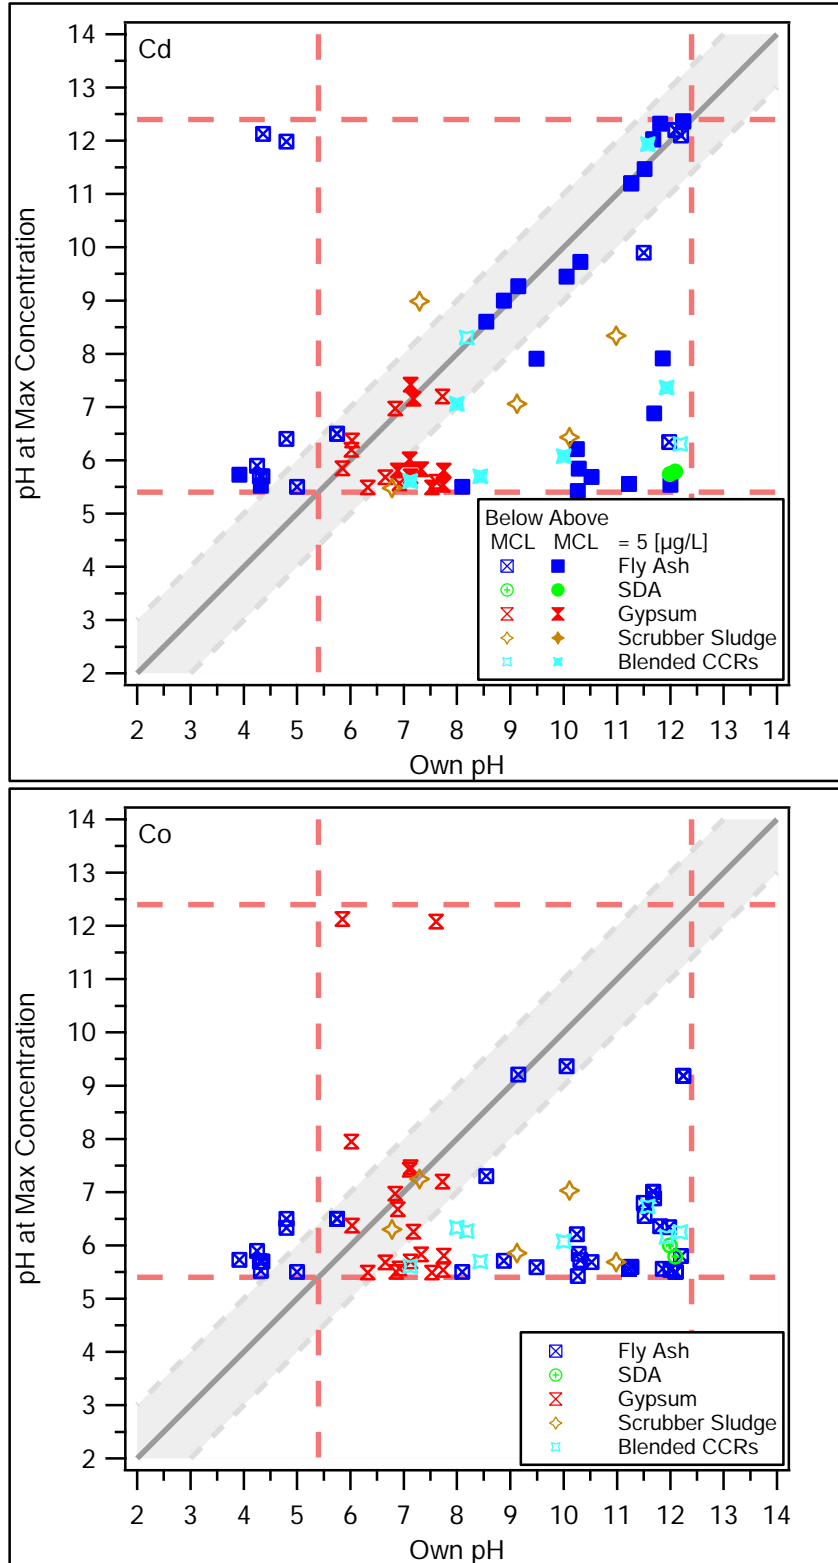 Cd
14
13
12
11
10
9
8
7
6
5
4
3
2
pH at Max Concentration
Below Above
MCL MCL = 5 [µg/L]
Fly Ash
SDA
Gypsum
Scrubber Sludge
Blended CCRs
2 3 4 5 6 7 8 9 10 11 12 13 14
Own pH
Co
14
13
12
11
10
9
8
7
6
5
4
3
2
pH at Max Concentration
Fly Ash
SDA
Gypsum
Scrubber Sludge
Blended CCRs
2 3 4 5 6 7 8 9 10 11 12 13 14
Own pH